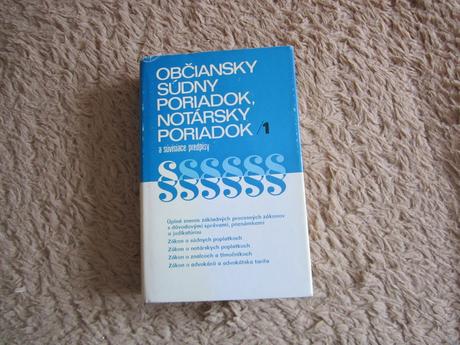 OBČIANSKY
SÚDNY
PORIADOK,
NOTÁRSKY
PORIADOK /1
a súvisiace predpisy
§§§§§§
§§§§§§
Úplné znenie základných procesných zákonov
s dôvodovými správami, poznámkami
a judikatúrou
Zákon o súdnych poplatkoch
Zákon o notárskych poplatkoch
Zákon o znalcoch a tlmočníkoch
Zákon o advokácii a advokátska tarifa